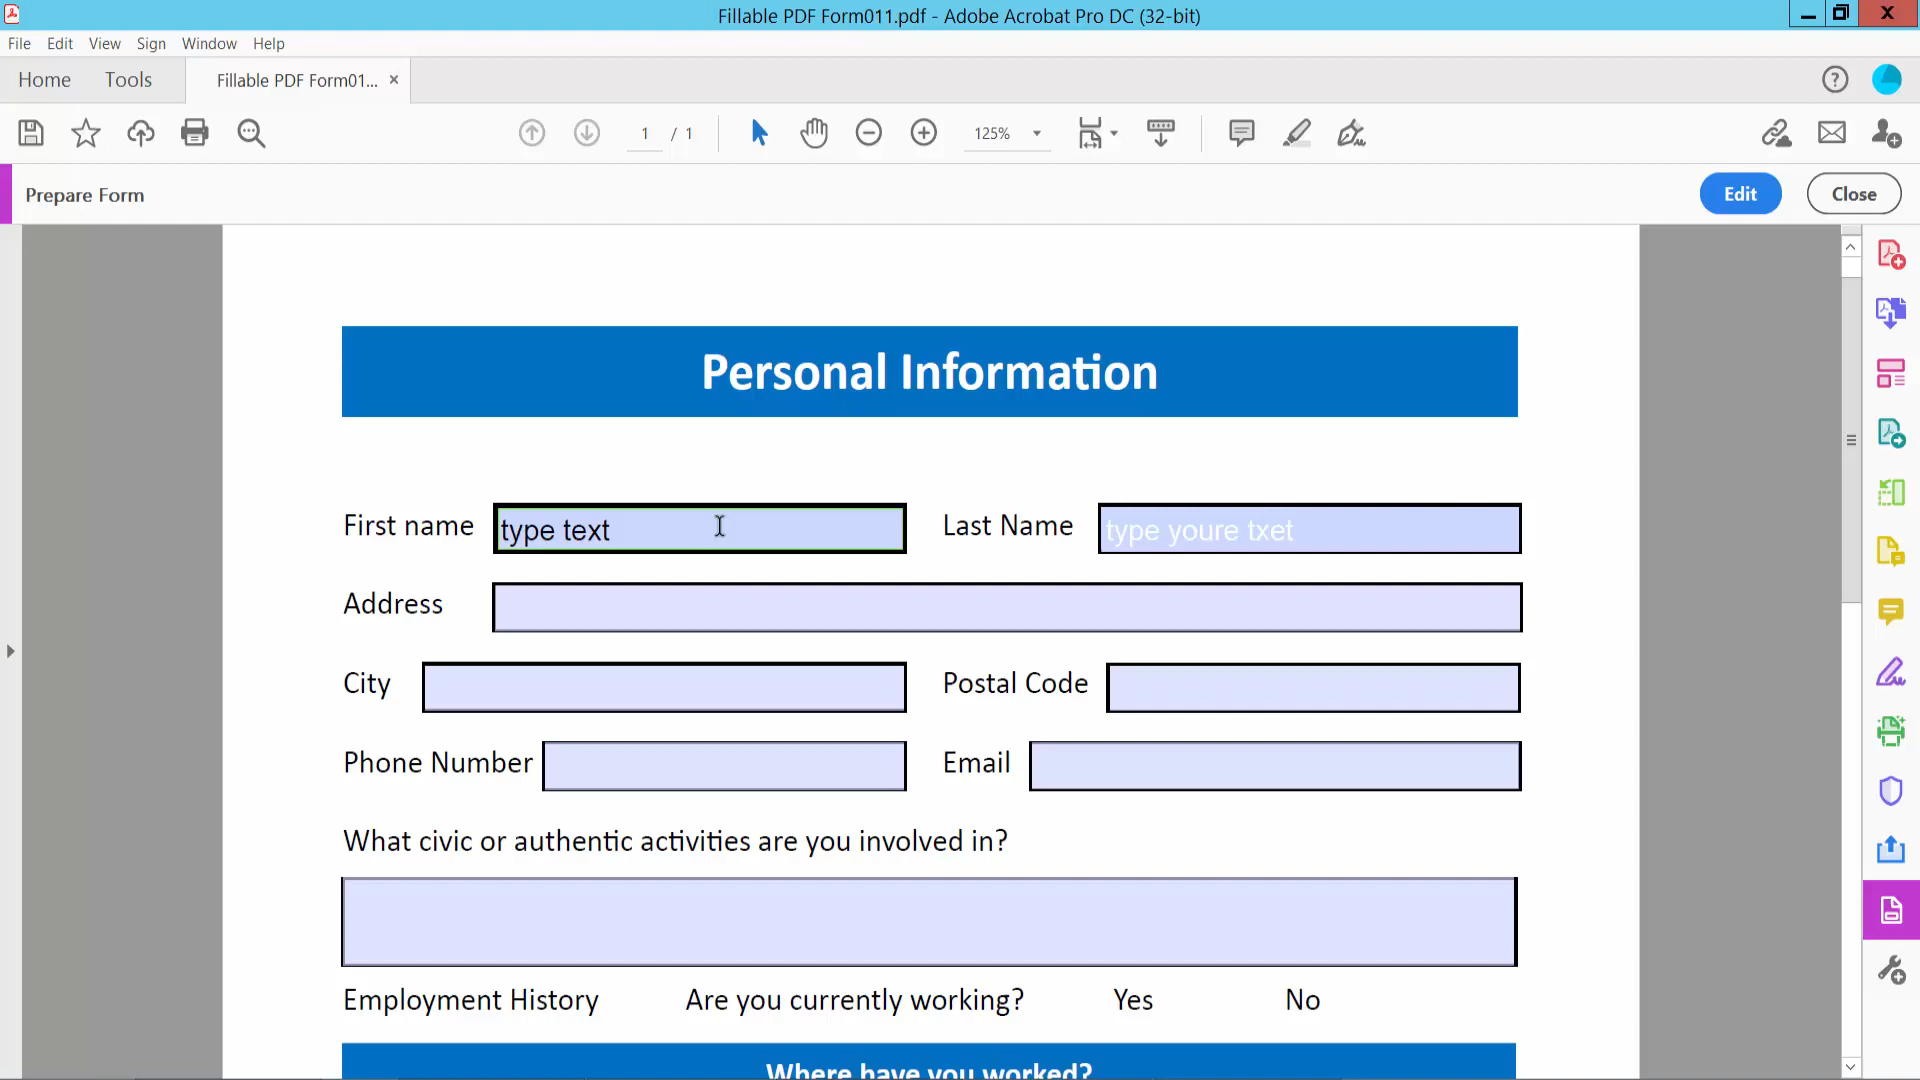 Fillable PDF Form011.pdf - Adobe Acrobat Pro DC (32-bit)
File Edit View Sign Window Help
Home Tools Fillable PDF Form01... ×
1 / 1 125%
Prepare Form Edit Close
Personal Information
First name type text Last Name type youre txet
Address
City Postal Code
Phone Number Email
What civic or authentic activities are you involved in?
Employment History Are you currently working? Yes No
Where have you worked?